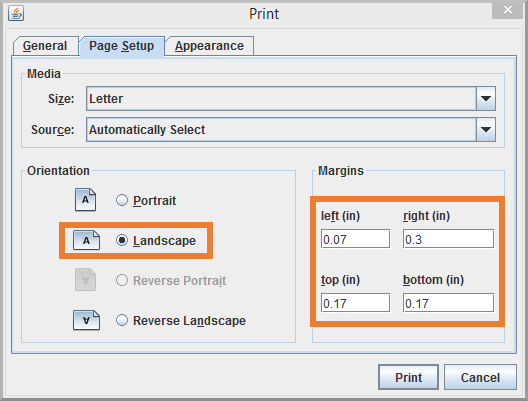 Print
General Page Setup Appearance
Media
Size: Letter
Source: Automatically Select
Orientation
A Portrait
A Landscape
A Reverse Portrait
A Reverse Landscape
Margins
left (in) right (in)
0.07 0.3
top (in) bottom (in)
0.17 0.17
Print Cancel